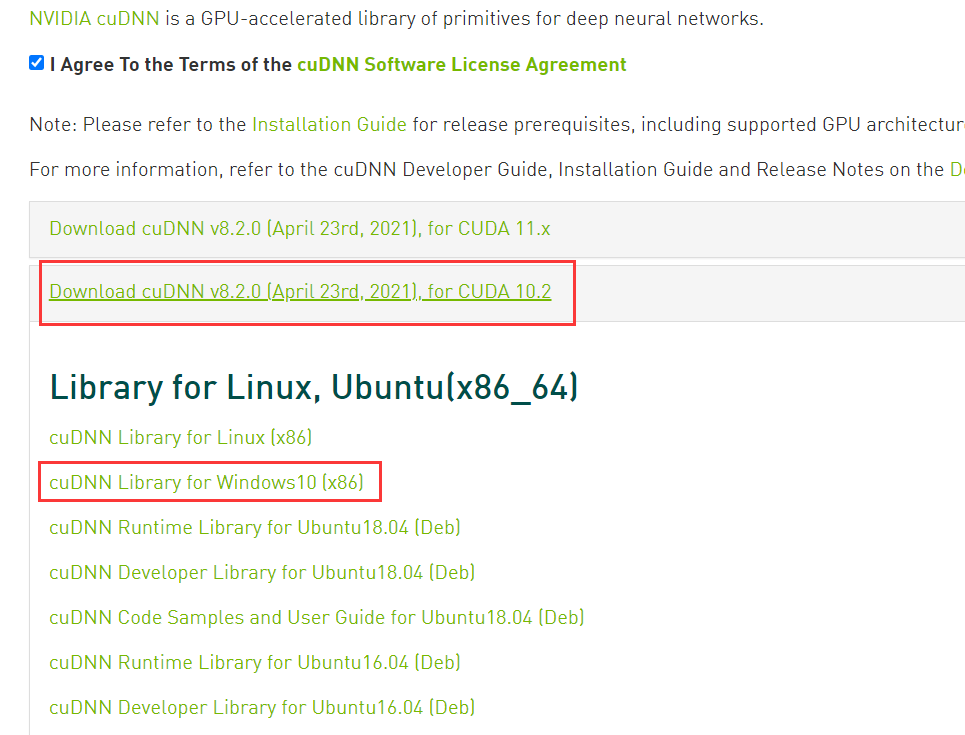 NVIDIA cuDNN is a GPU-accelerated library of primitives for deep neural networks.
I Agree To the Terms of the cuDNN Software License Agreement
Note: Please refer to the Installation Guide for release prerequisites, including supported GPU
For more information, refer to the cuDNN Developer Guide, Installation Guide and Release Notes on the
Download cuDNN v8.2.0 (April 23rd, 2021), for CUDA 11.x
Download cuDNN v8.2.0 (April 23rd, 2021), for CUDA 10.2
Library for Linux, Ubuntu(x86_64)
cuDNN Library for Linux (x86)
cuDNN Library for Windows10 (x86)
cuDNN Runtime Library for Ubuntu18.04 (Deb)
cuDNN Developer Library for Ubuntu18.04 (Deb)
cuDNN Code Samples and User Guide for Ubuntu18.04 (Deb)
cuDNN Runtime Library for Ubuntu16.04 (Deb)
cuDNN Developer Library for Ubuntu16.04 (Deb)